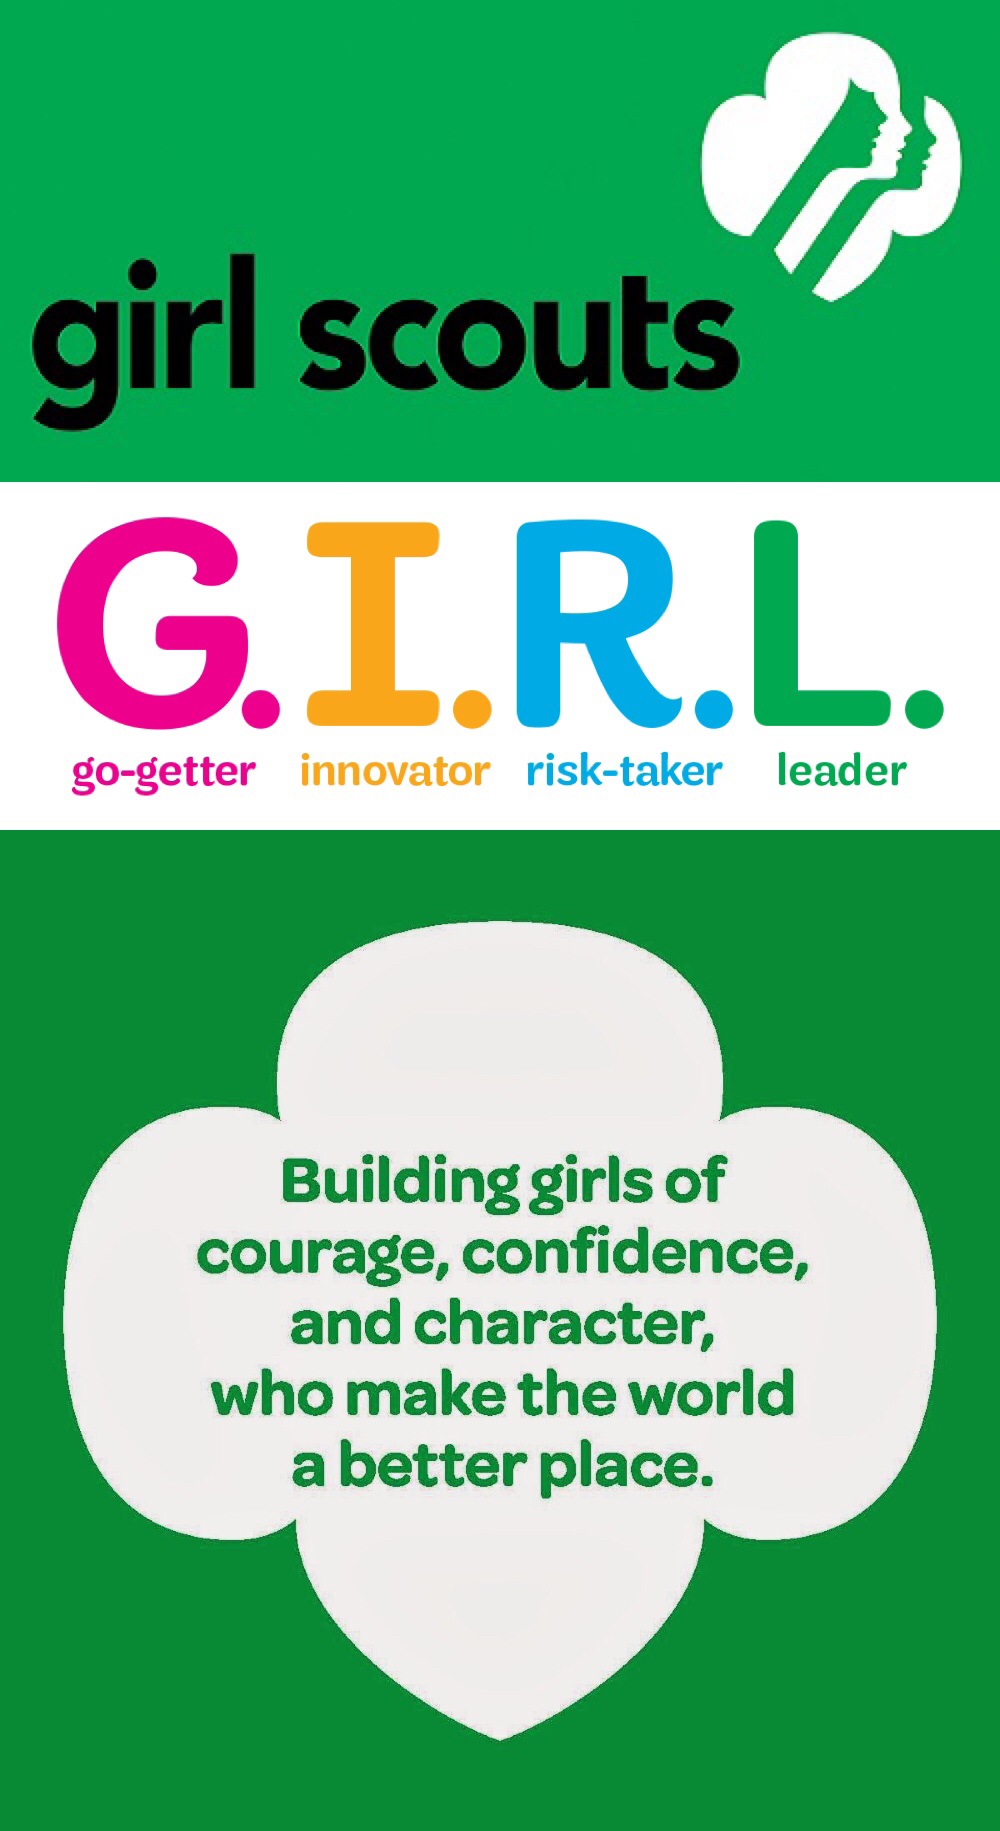 girl scouts
G.I.R.L.
go-getter innovator risk-taker leader
Building girls of
courage, confidence,
and character,
who make the world
a better place.